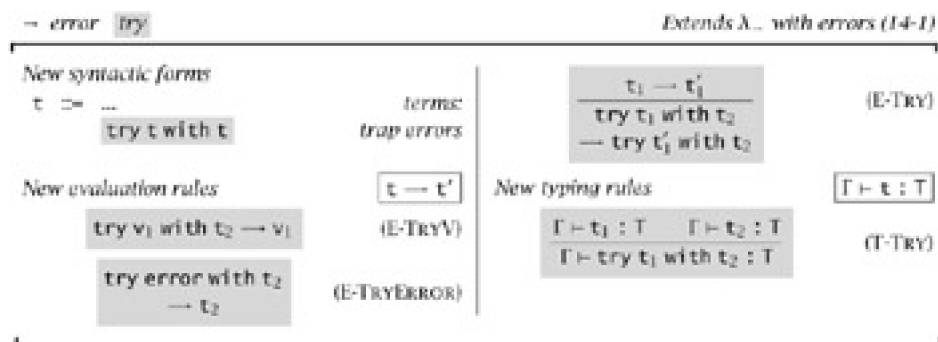 → error try
Extends λ→ with errors (14-1)
New syntactic forms
t ::= ...
terms:
try t with t
trap errors
New evaluation rules
t → t′
try v₁ with t₂ → v₁
(E-TRYV)
try error with t₂
→ t₂
(E-TRYERROR)
t₁ → t′₁
try t₁ with t₂
→ try t′₁ with t₂
(E-TRY)
New typing rules
Γ ⊢ t : T
Γ ⊢ t₁ : T Γ ⊢ t₂ : T
Γ ⊢ try t₁ with t₂ : T
(T-TRY)